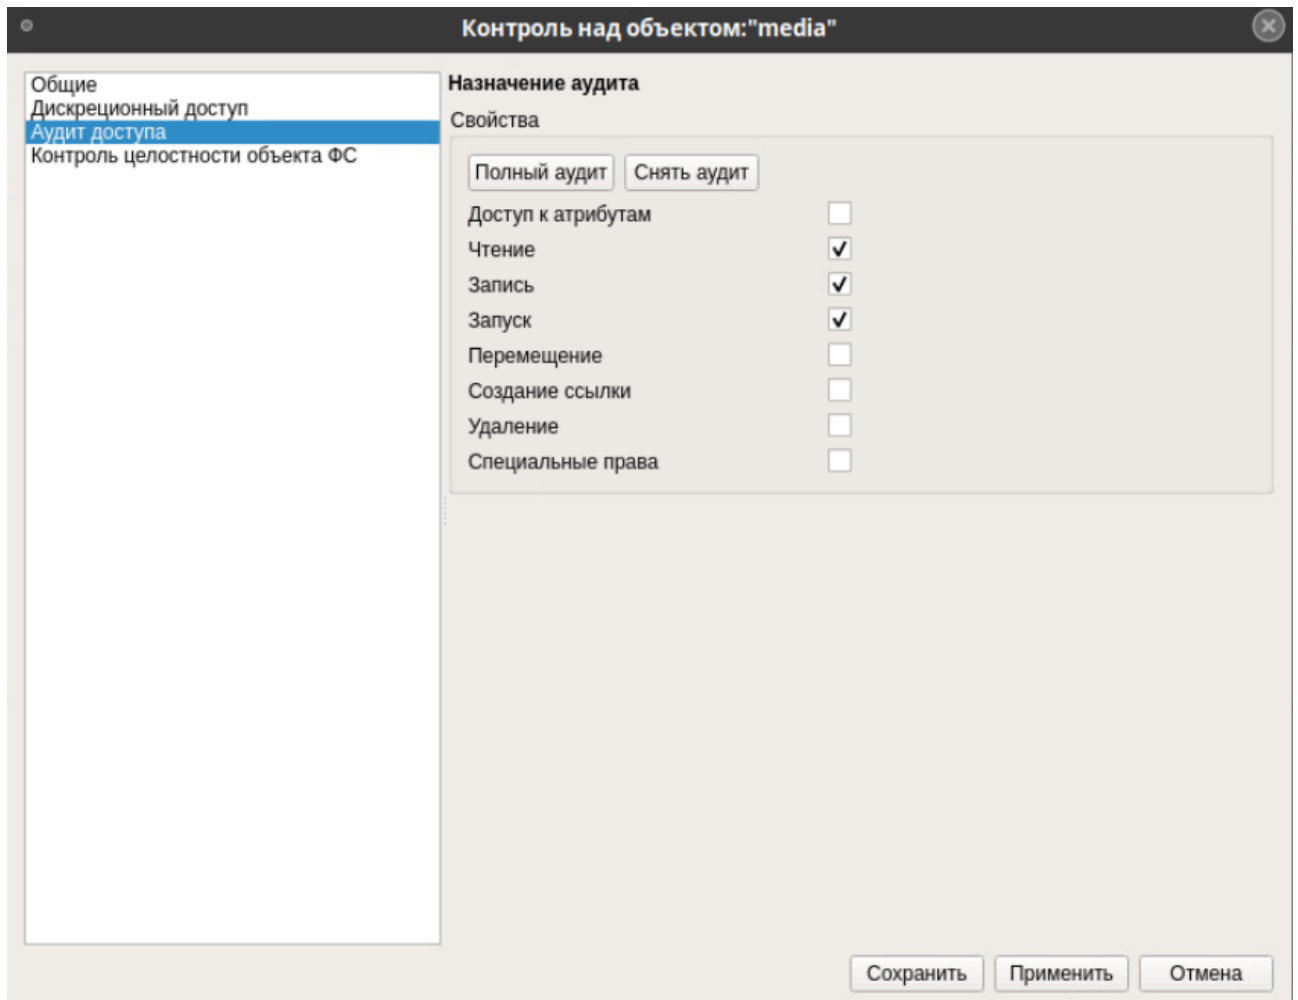 Контроль над объектом:"media"
Общие
Дискреционный доступ
Аудит доступа
Контроль целостности объекта ФС
Назначение аудита
Свойства
Полный аудит Снять аудит
Доступ к атрибутам
Чтение
Запись
Запуск
Перемещение
Создание ссылки
Удаление
Специальные права
Сохранить Применить Отмена